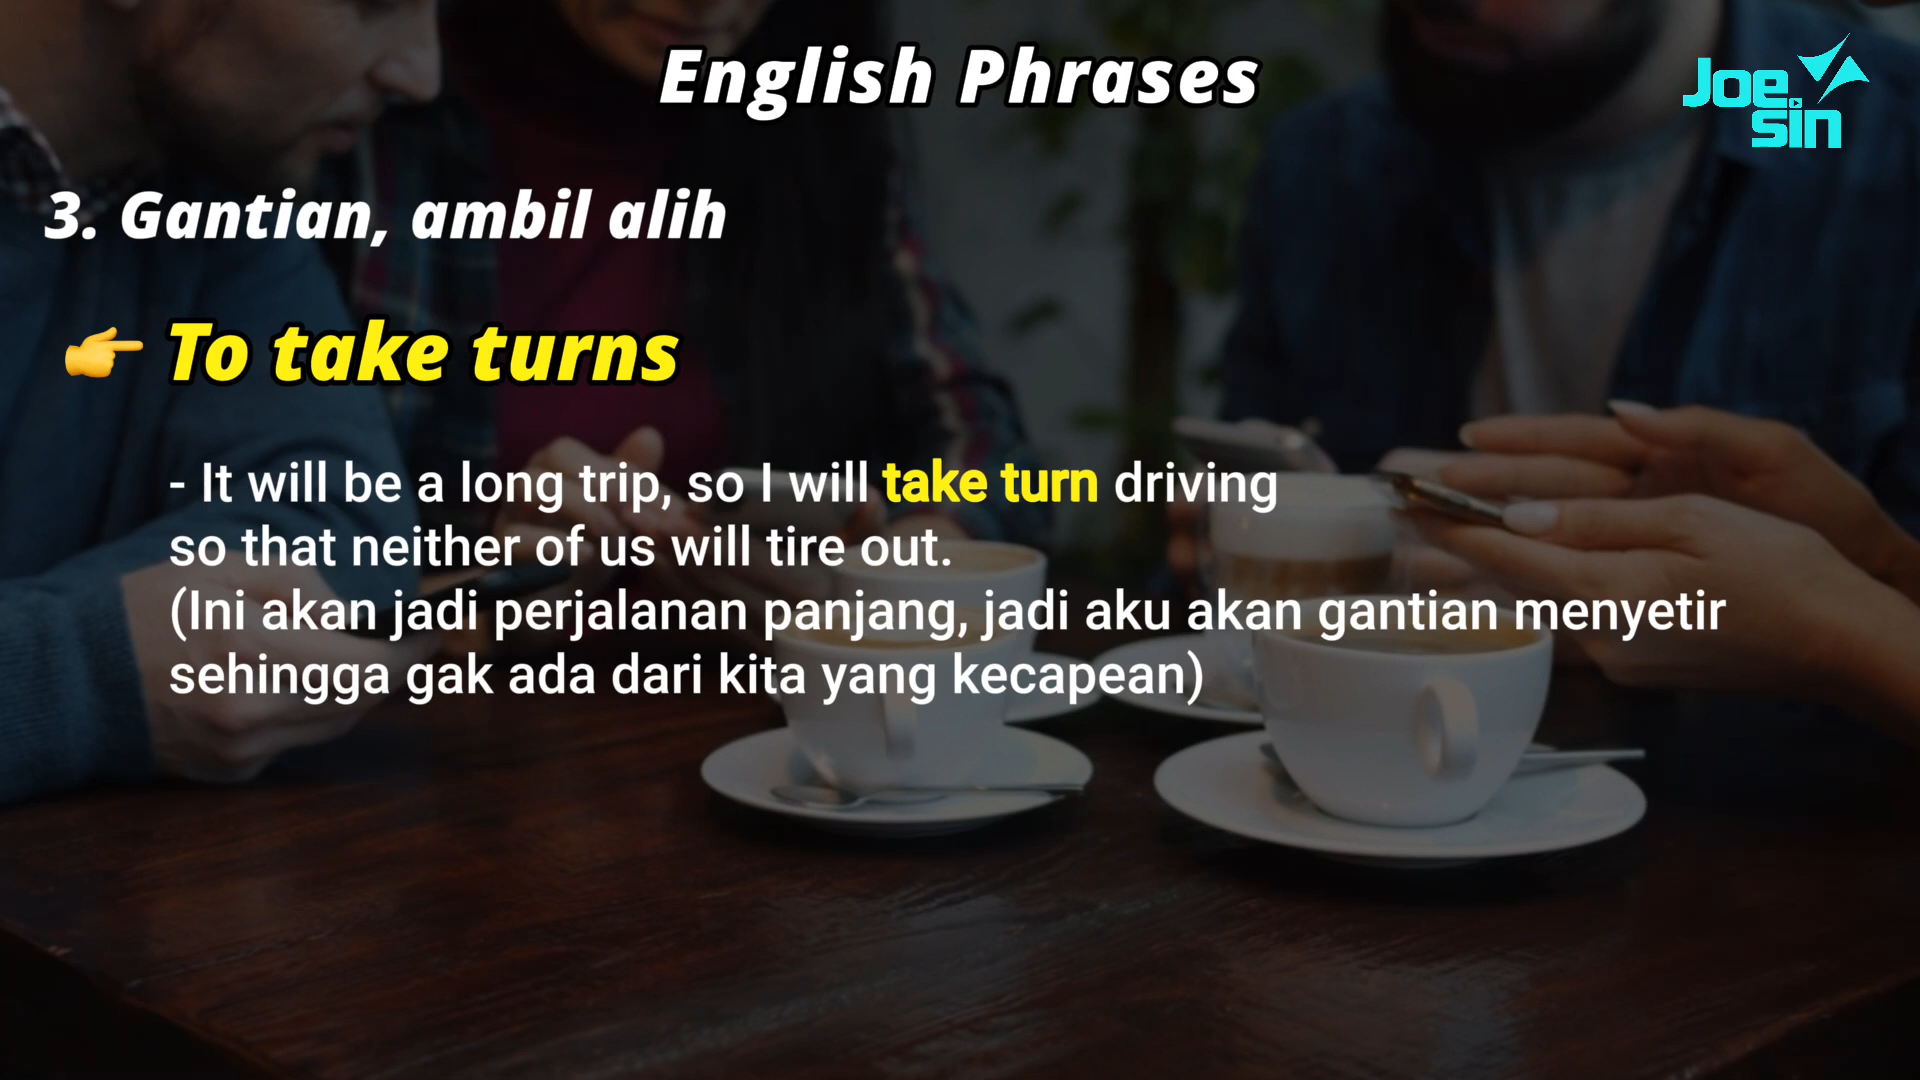 English Phrases
Joe
sin
3. Gantian, ambil alih
👉 To take turns
- It will be a long trip, so I will take turn driving
so that neither of us will tire out.
(Ini akan jadi perjalanan panjang, jadi aku akan gantian menyetir
sehingga gak ada dari kita yang kecapean)